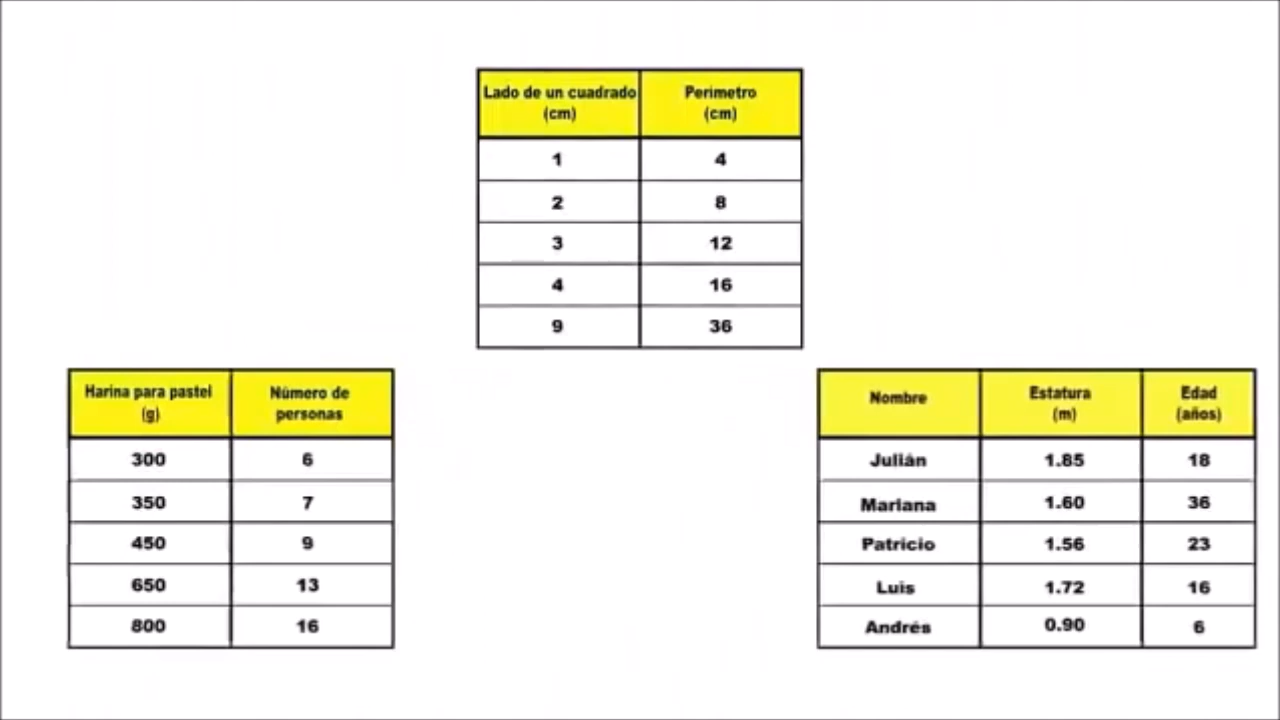 Lado de un cuadrado (cm) Perímetro (cm)
1 4
2 8
3 12
4 16
9 36
Harina para pastel (g) Número de personas
300 6
350 7
450 9
650 13
800 16
Nombre Estatura (m) Edad (años)
Julián 1.85 18
Mariana 1.60 36
Patricio 1.56 23
Luis 1.72 16
Andrés 0.90 6